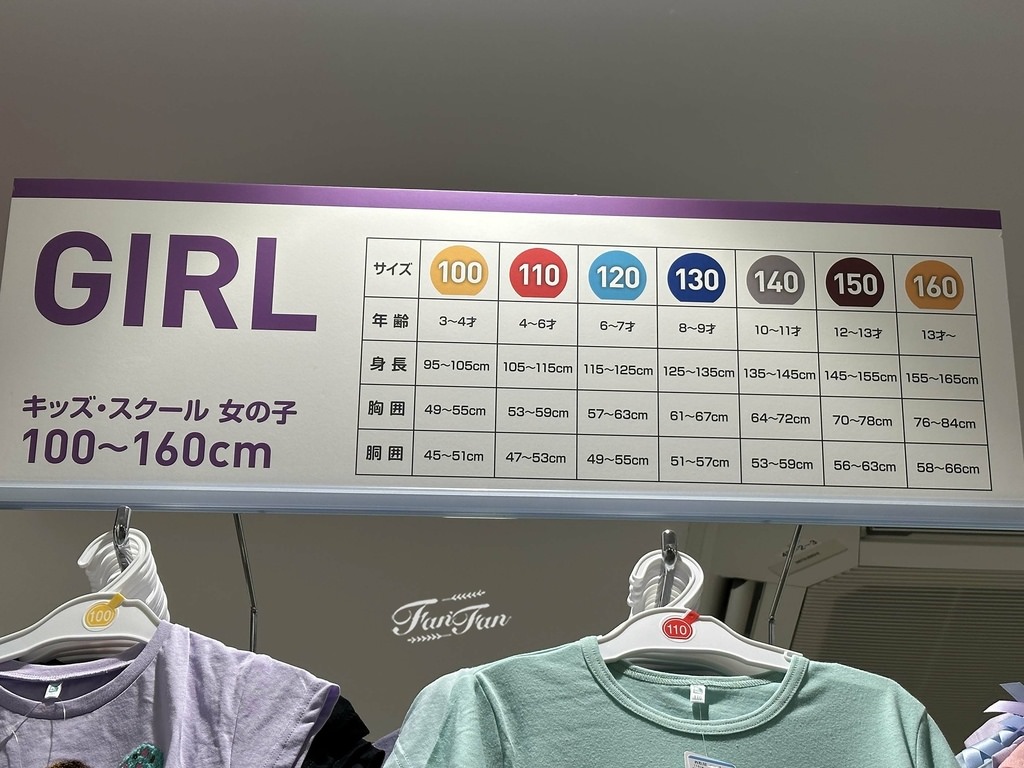 GIRL
キッズ・スクール 女の子
100〜160cm
サイズ 100 110 120 130 140 150 160
年齢 3〜4才 4〜6才 6〜7才 8〜9才 10〜11才 12〜13才 13才〜
身長 95〜105cm 105〜115cm 115〜125cm 125〜135cm 135〜145cm 145〜155cm 155〜165cm
胸囲 49〜55cm 53〜59cm 57〜63cm 61〜67cm 64〜72cm 70〜78cm 76〜84cm
胴囲 45〜51cm 47〜53cm 49〜55cm 51〜57cm 53〜59cm 56〜63cm 58〜66cm
100
110
FanFan